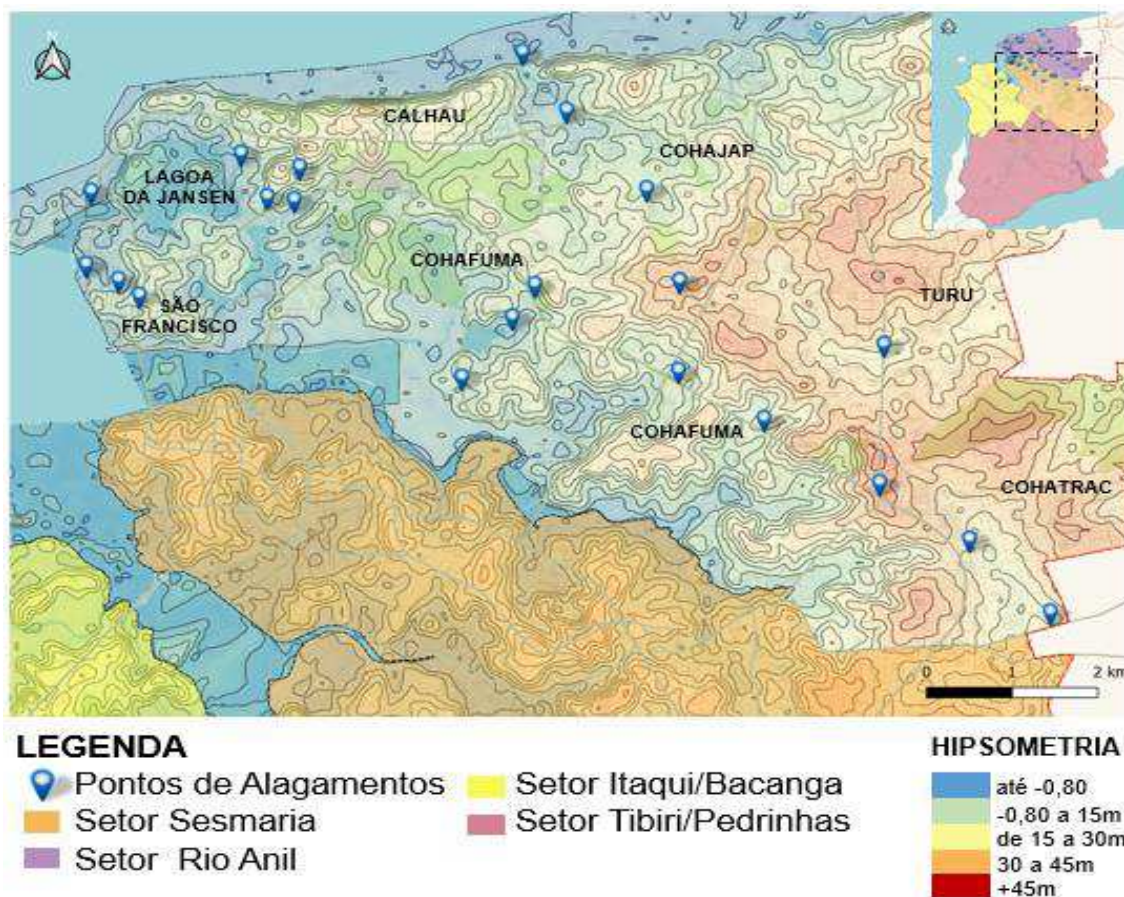 N
CALHAU
COHAJAP
LAGOA
DA JANSEN
COHAFUMA
SÃO
FRANCISCO
TURU
COHAFUMA
COHATRAC
0 1 2 km
LEGENDA
Pontos de Alagamentos
Setor Sesmaria
Setor Rio Anil
Setor Itaqui/Bacanga
Setor Tibiri/Pedrinhas
HIPSOMETRIA
até -0,80
-0,80 a 15m
de 15 a 30m
30 a 45m
+45m